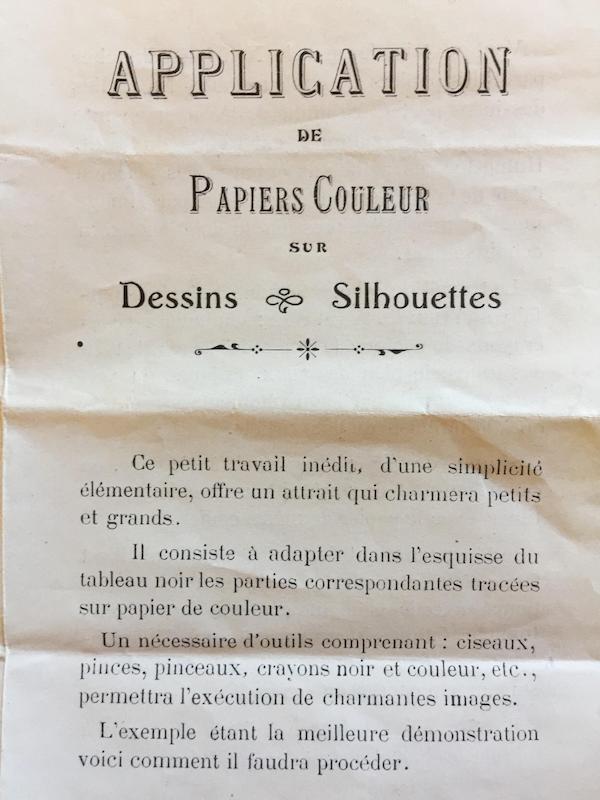 APPLICATION
DE
PAPIERS COULEUR
SUR
Dessins Silhouettes
Ce petit travail inédit, d'une simplicité
élémentaire, offre un attrait qui charmera petits
et grands.
Il consiste à adapter dans l'esquisse du
tableau noir les parties correspondantes tracées
sur papier de couleur.
Un nécessaire d'outils comprenant : ciseaux,
pinces, pinceaux, crayons noir et couleur, etc.,
permettra l'exécution de charmantes images.
L'exemple étant la meilleure démonstration
voici comment il faudra procéder.